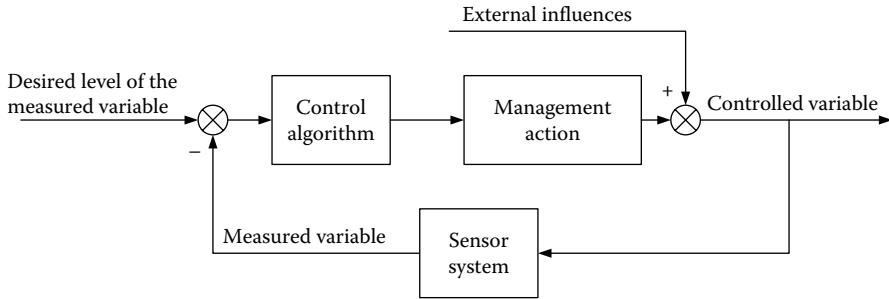 External influences
Desired level of the
measured variable
Control
algorithm
Management
action
+
Controlled variable
−
Measured variable
Sensor
system